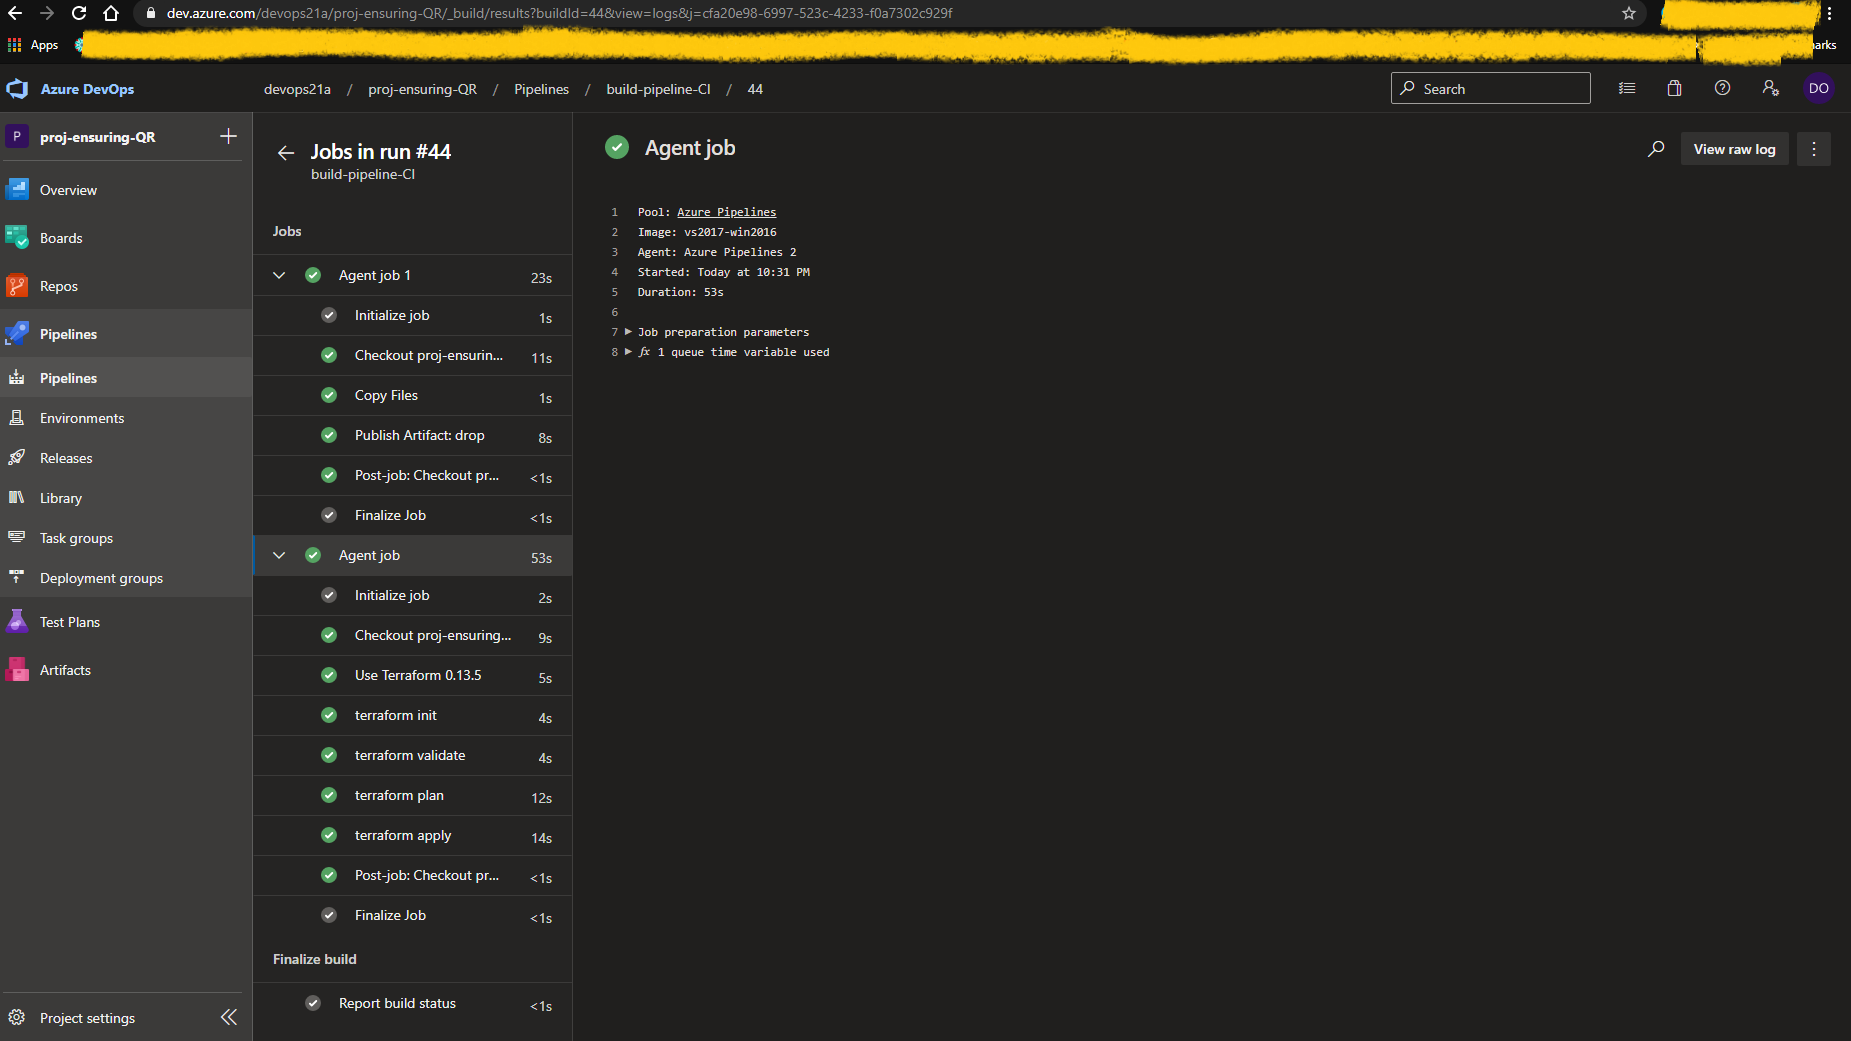 dev.azure.com/devops21a/proj-ensuring-QR/_build/results?buildId=44&view=logs&j=cfa20e98-6997-523c-4233-f0a7302c929f
Apps
arks
Azure DevOps
devops21a / proj-ensuring-QR / Pipelines / build-pipeline-CI / 44
Search
DO
P proj-ensuring-QR
Overview
Boards
Repos
Pipelines
Pipelines
Environments
Releases
Library
Task groups
Deployment groups
Test Plans
Artifacts
Project settings
Jobs in run #44
build-pipeline-CI
Jobs
Agent job 1 23s
Initialize job 1s
Checkout proj-ensurin... 11s
Copy Files 1s
Publish Artifact: drop 8s
Post-job: Checkout pr... <1s
Finalize Job <1s
Agent job 53s
Initialize job 2s
Checkout proj-ensuring... 9s
Use Terraform 0.13.5 5s
terraform init 4s
terraform validate 4s
terraform plan 12s
terraform apply 14s
Post-job: Checkout pr... <1s
Finalize Job <1s
Finalize build
Report build status <1s
Agent job
View raw log
1 Pool: Azure Pipelines
2 Image: vs2017-win2016
3 Agent: Azure Pipelines 2
4 Started: Today at 10:31 PM
5 Duration: 53s
6
7 Job preparation parameters
8 fx 1 queue time variable used